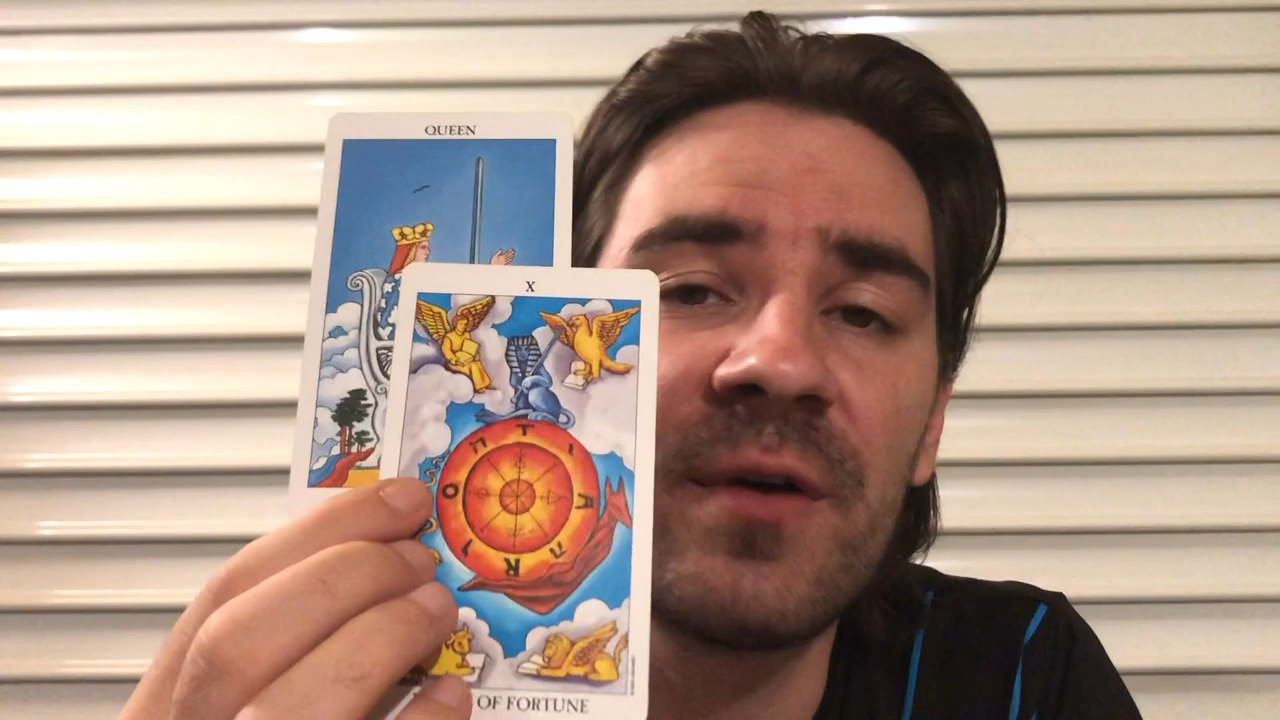 QUEEN
X
T י A ה R ו O ה
OF FORTUNE